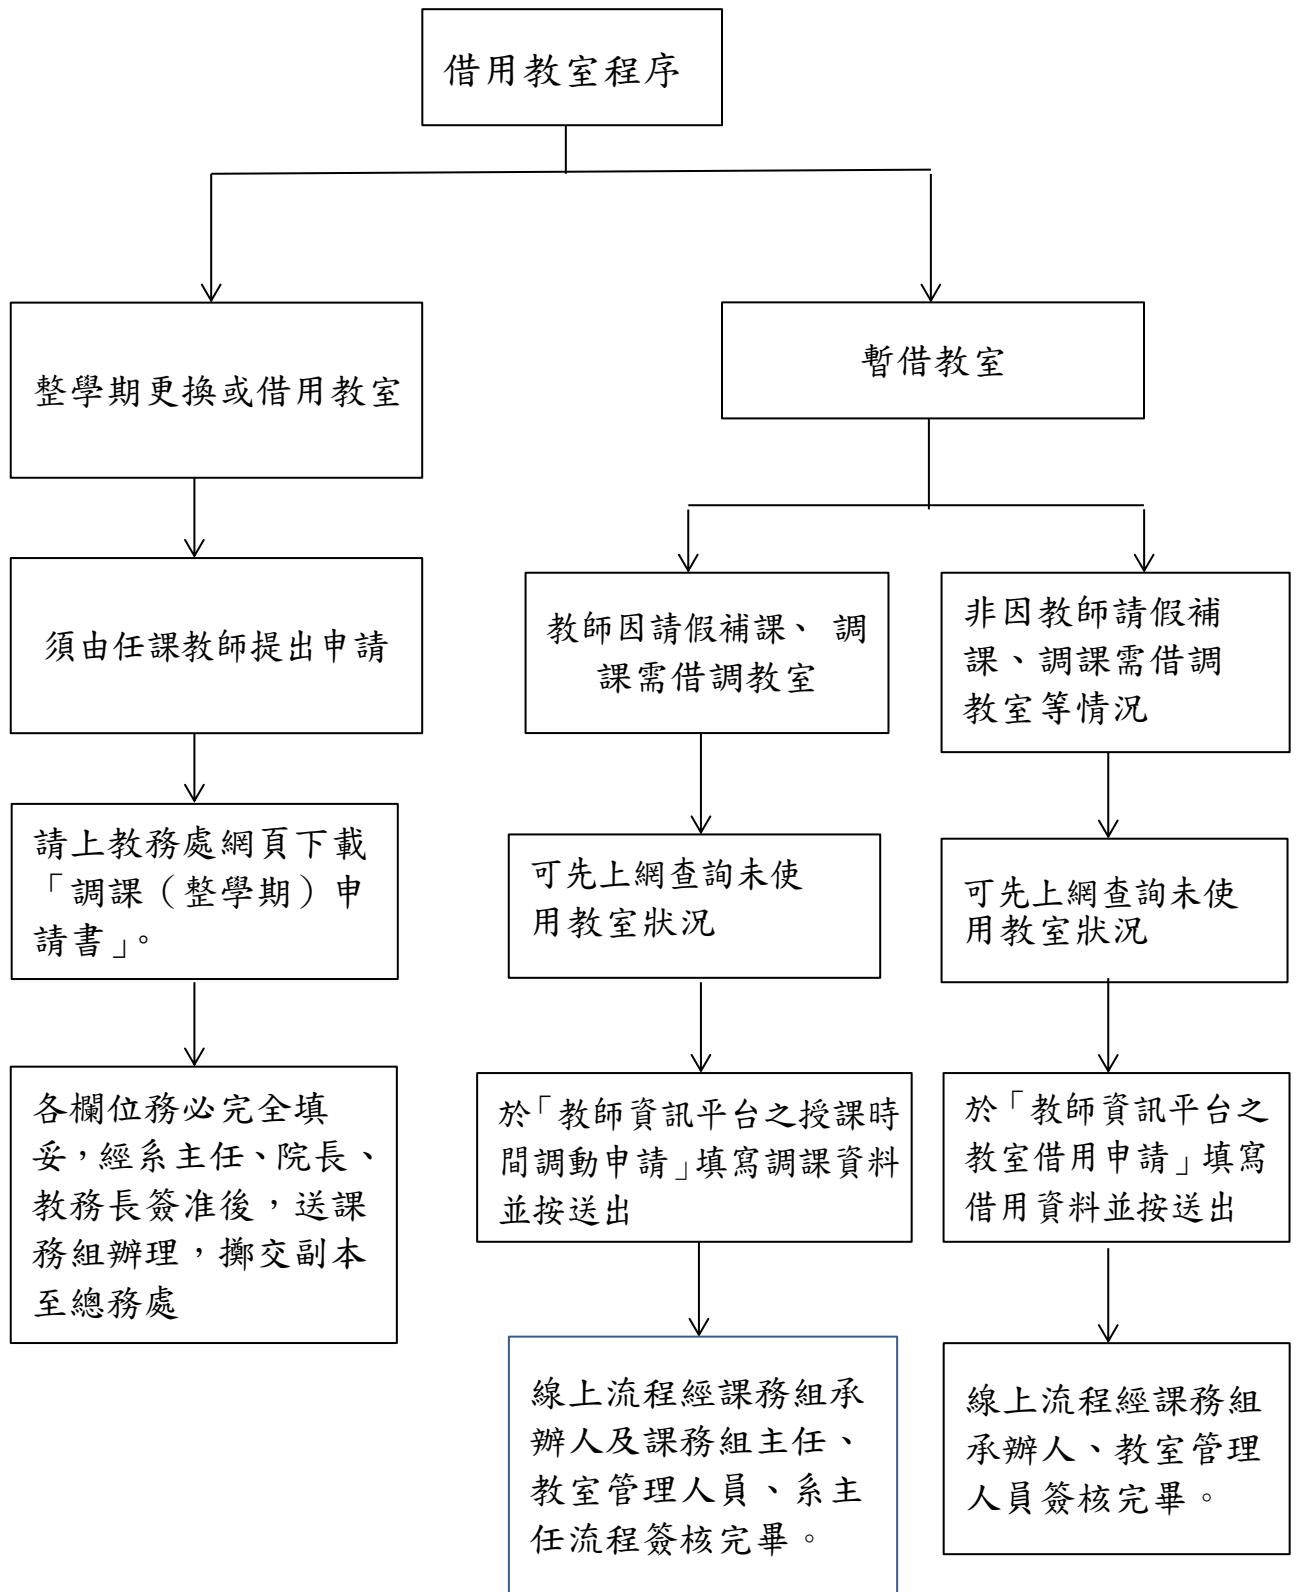 借用教室程序
整學期更換或借用教室
暫借教室
須由任課教師提出申請
教師因請假補課、 調
課需借調教室
非因教師請假補
課、調課需借調
教室等情況
請上教務處網頁下載
「調課（整學期）申
請書」。
可先上網查詢未使
用教室狀況
可先上網查詢未使
用教室狀況
各欄位務必完全填
妥，經系主任、院長、
教務長簽准後，送課
務組辦理，擲交副本
至總務處
於「教師資訊平台之授課時
間調動申請」填寫調課資料
並按送出
於「教師資訊平台之
教室借用申請」填寫
借用資料並按送出
線上流程經課務組承
辦人及課務組主任、
教室管理人員、系主
任流程簽核完畢。
線上流程經課務組
承辦人、教室管理
人員簽核完畢。